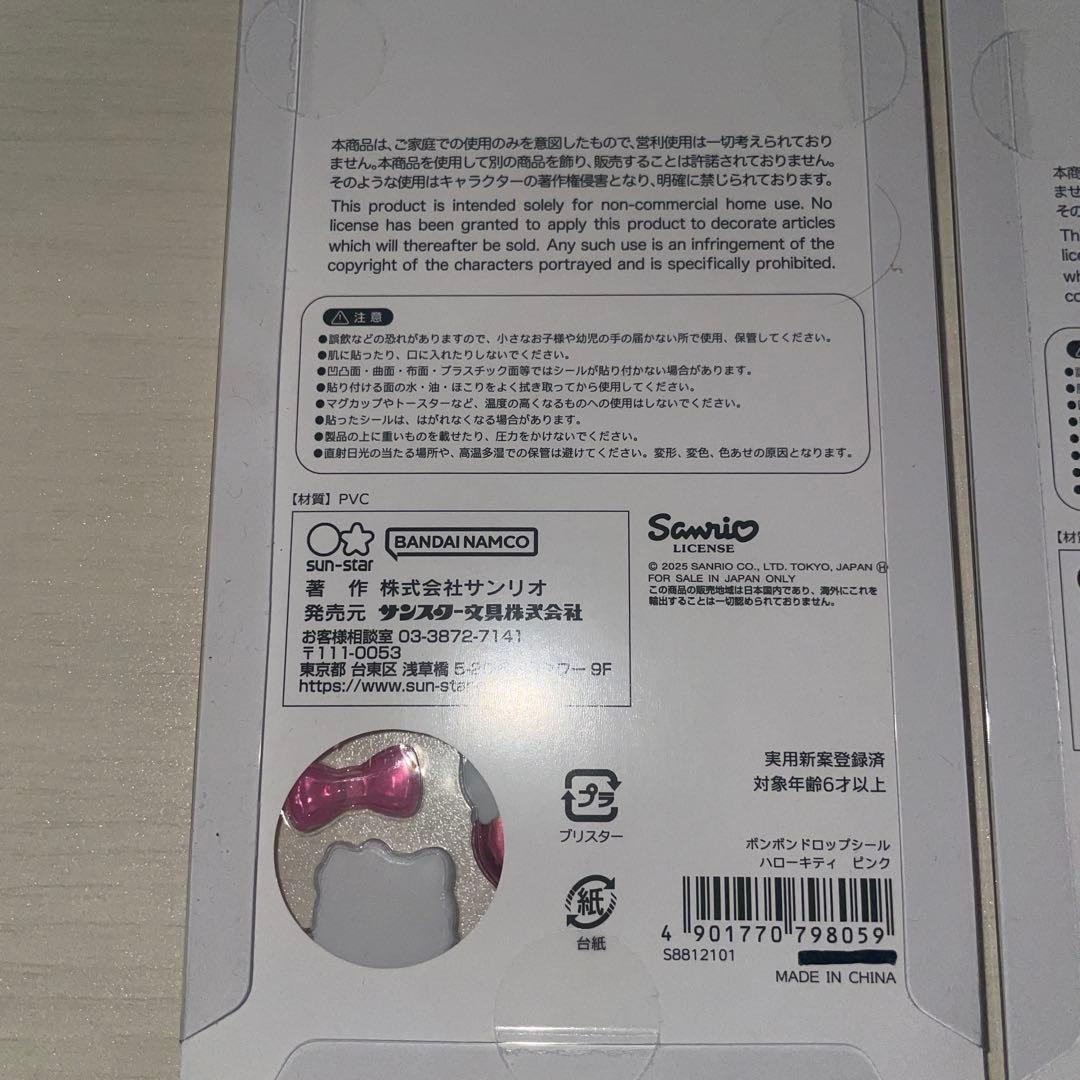 本商品は、ご家庭での使用のみを意図したもので、営利使用は一切考えられており
ません。本商品を使用して別の商品を飾り、販売することは許諾されておりません。
そのような使用はキャラクターの著作権侵害となり、明確に禁じられております。
This product is intended solely for non-commercial home use. No
license has been granted to apply this product to decorate articles
which will thereafter be sold. Any such use is an infringement of the
copyright of the characters portrayed and is specifically prohibited.
注意
●誤飲などの恐れがありますので、小さなお子様や幼児の手の届かない所で使用、保管してください。
●肌に貼ったり、口に入れたりしないでください。
●凹凸面・曲面・布面・プラスチック面等ではシールが貼り付かない場合があります。
●貼り付ける面の水・油・ほこりをよく拭き取ってから使用してください。
●マグカップやトースターなど、温度の高くなるものへの使用はしないでください。
●貼ったシールは、はがれなくなる場合があります。
●製品の上に重いものを載せたり、圧力をかけないでください。
●直射日光の当たる場所や、高温多湿での保管は避けてください。変形、変色、色あせの原因となります。
【材質】PVC
sun-star BANDAI NAMCO
著 作 株式会社サンリオ
発売元 サンスター文具株式会社
お客様相談室 03-3872-7141
〒111-0053
東京都 台東区 浅草橋 5-2 ワー 9F
https://www.sun-star
Sanrio
LICENSE
© 2025 SANRIO CO., LTD. TOKYO, JAPAN Ⓗ
FOR SALE IN JAPAN ONLY
この商品の販売地域は日本国内であり、海外にこれを
輸出することは一切認められておりません。
プラ
ブリスター
紙
台紙
実用新案登録済
対象年齢6才以上
ボンボンドロップシール
ハローキティ ピンク
4 901770 798059
S8812101
MADE IN CHINA
本商
ませ
その
Th
lice
wh
co
【材